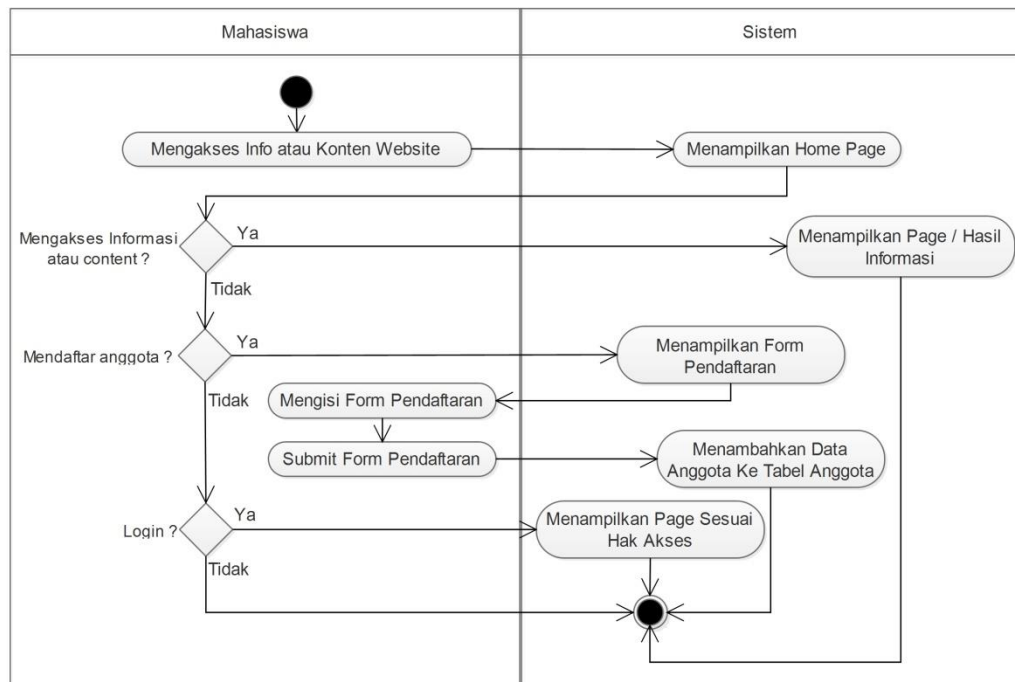 Mahasiswa
Sistem
Mengakses Info atau Konten Website
Menampilkan Home Page
Mengakses Informasi
atau content ?
Ya
Menampilkan Page / Hasil
Informasi
Tidak
Mendaftar anggota ?
Ya
Menampilkan Form
Pendaftaran
Tidak
Mengisi Form Pendaftaran
Submit Form Pendaftaran
Menambahkan Data
Anggota Ke Tabel Anggota
Login ?
Ya
Menampilkan Page Sesuai
Hak Akses
Tidak